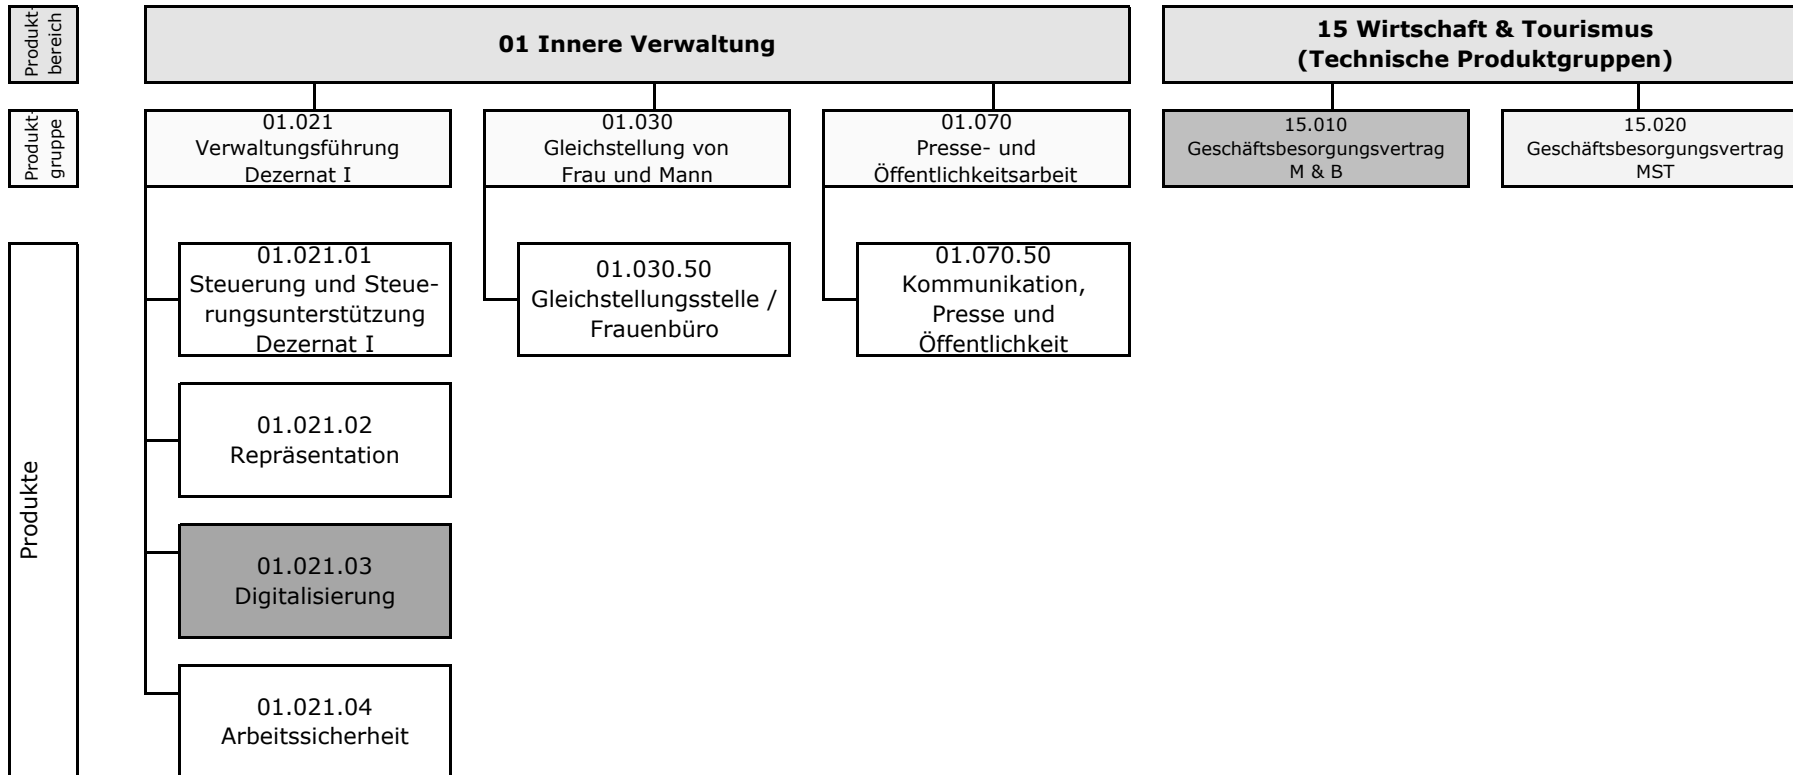 Produkt-
bereich
01 Innere Verwaltung
15 Wirtschaft & Tourismus
(Technische Produktgruppen)
Produkt-
gruppe
01.021
Verwaltungsführung
Dezernat I
01.030
Gleichstellung von
Frau und Mann
01.070
Presse- und
Öffentlichkeitsarbeit
15.010
Geschäftsbesorgungsvertrag
M & B
15.020
Geschäftsbesorgungsvertrag
MST
Produkte
01.021.01
Steuerung und Steue-
rungsunterstützung
Dezernat I
01.030.50
Gleichstellungsstelle /
Frauenbüro
01.070.50
Kommunikation,
Presse und
Öffentlichkeit
01.021.02
Repräsentation
01.021.03
Digitalisierung
01.021.04
Arbeitssicherheit